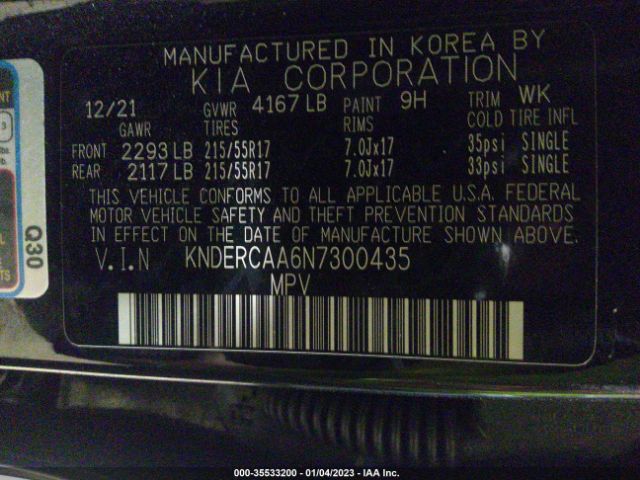 MANUFACTURED IN KOREA BY
KIA CORPORATION
12/21 GVWR 4167 LB PAINT 9H TRIM WK
GAWR TIRES RIMS COLD TIRE INFL
FRONT 2293 LB 215/55R17 7.0Jx17 35psi SINGLE
REAR 2117 LB 215/55R17 7.0Jx17 33psi SINGLE
THIS VEHICLE CONFORMS TO ALL APPLICABLE U.S.A. FEDERAL
MOTOR VEHICLE SAFETY AND THEFT PREVENTION STANDARDS
IN EFFECT ON THE DATE OF MANUFACTURE SHOWN ABOVE.
V.I.N KNDERCAA6N7300435
MPV
Q30
000-35533200 - 01/04/2023 - IAA Inc.